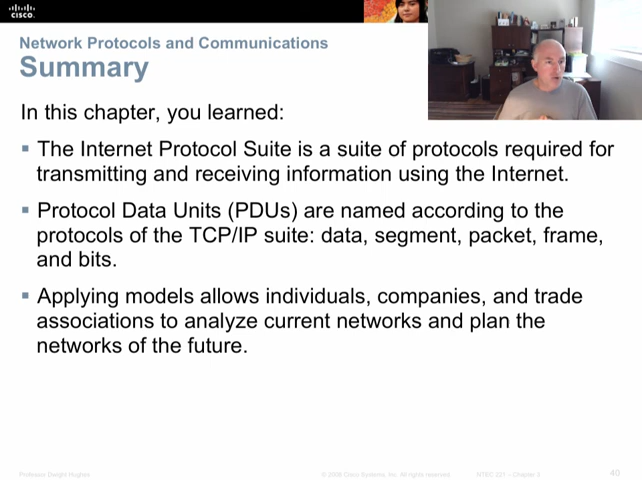 CISCO.
Network Protocols and Communications
Summary
In this chapter, you learned:
▪ The Internet Protocol Suite is a suite of protocols required for
transmitting and receiving information using the Internet.
▪ Protocol Data Units (PDUs) are named according to the
protocols of the TCP/IP suite: data, segment, packet, frame,
and bits.
▪ Applying models allows individuals, companies, and trade
associations to analyze current networks and plan the
networks of the future.
Professor Dwight Hughes © 2008 Cisco Systems, Inc. All rights reserved. 40